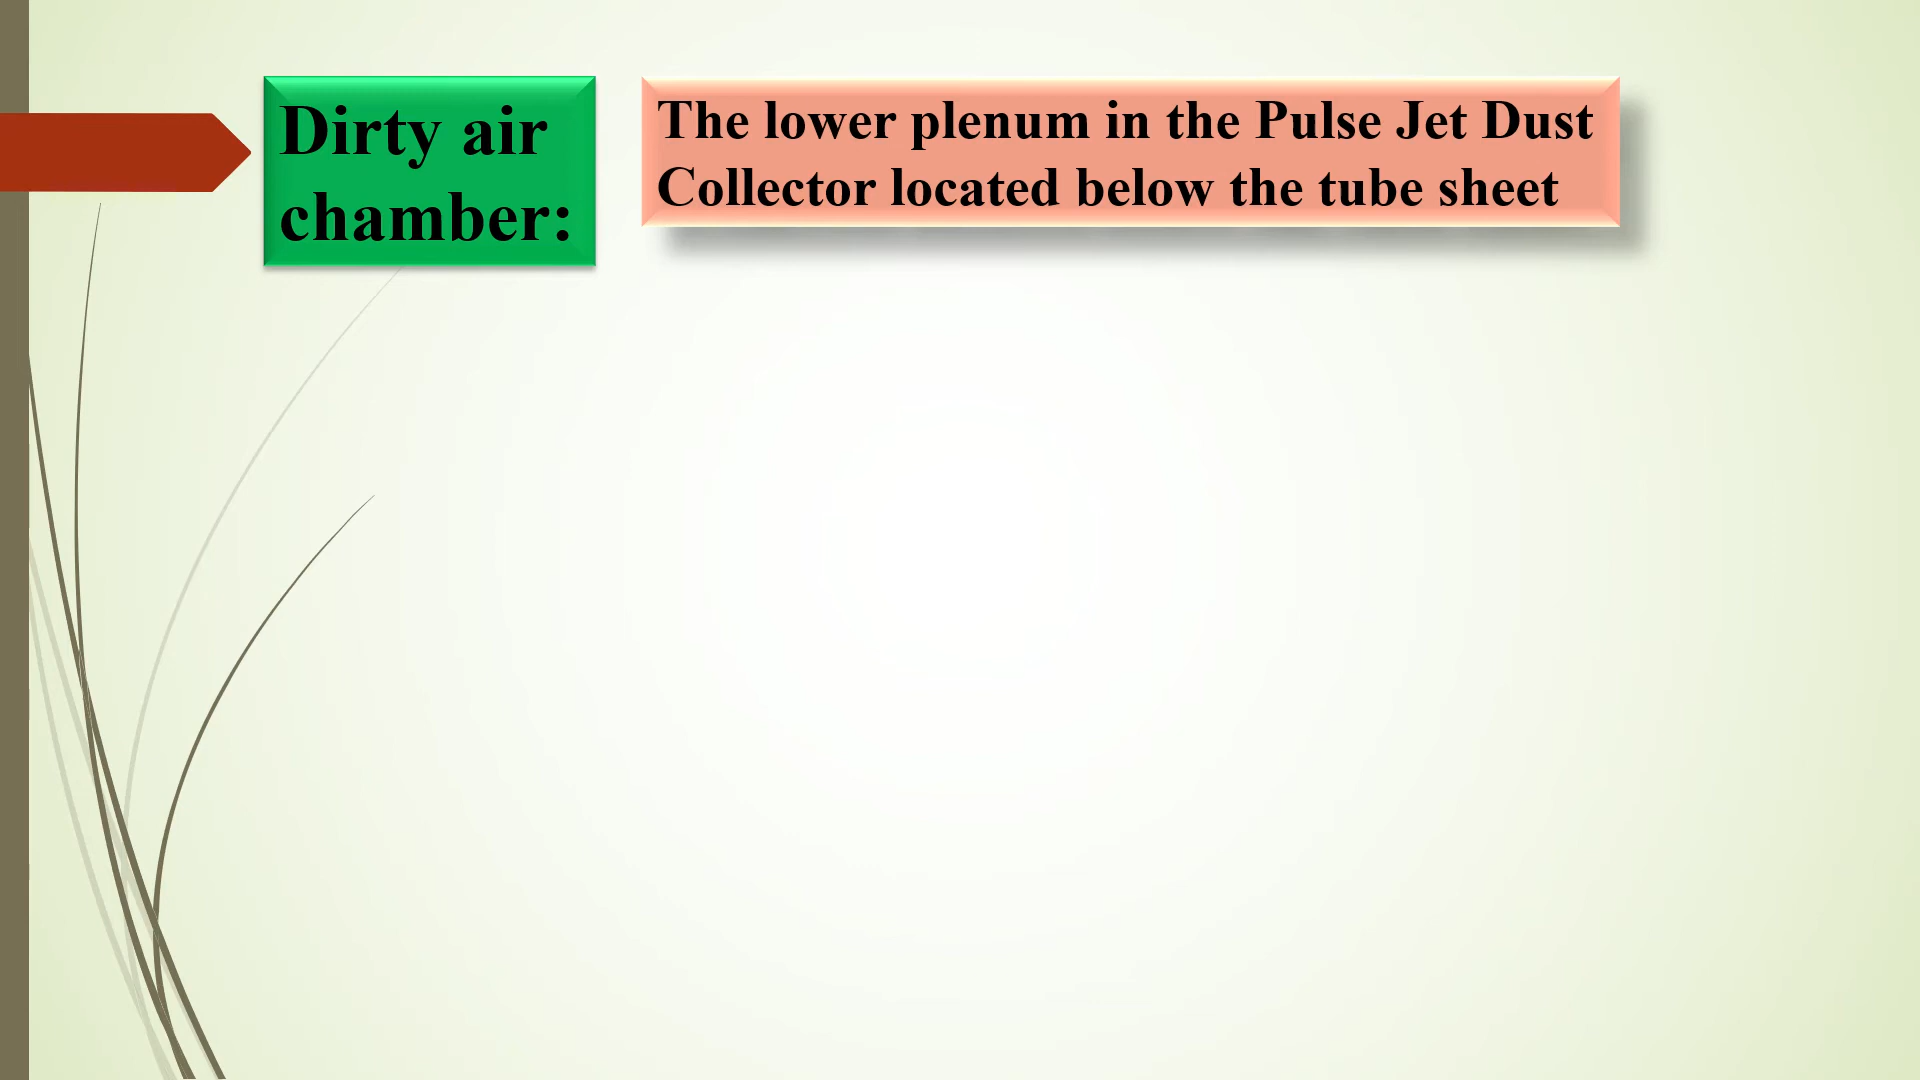 Dirty air
chamber:
The lower plenum in the Pulse Jet Dust
Collector located below the tube sheet